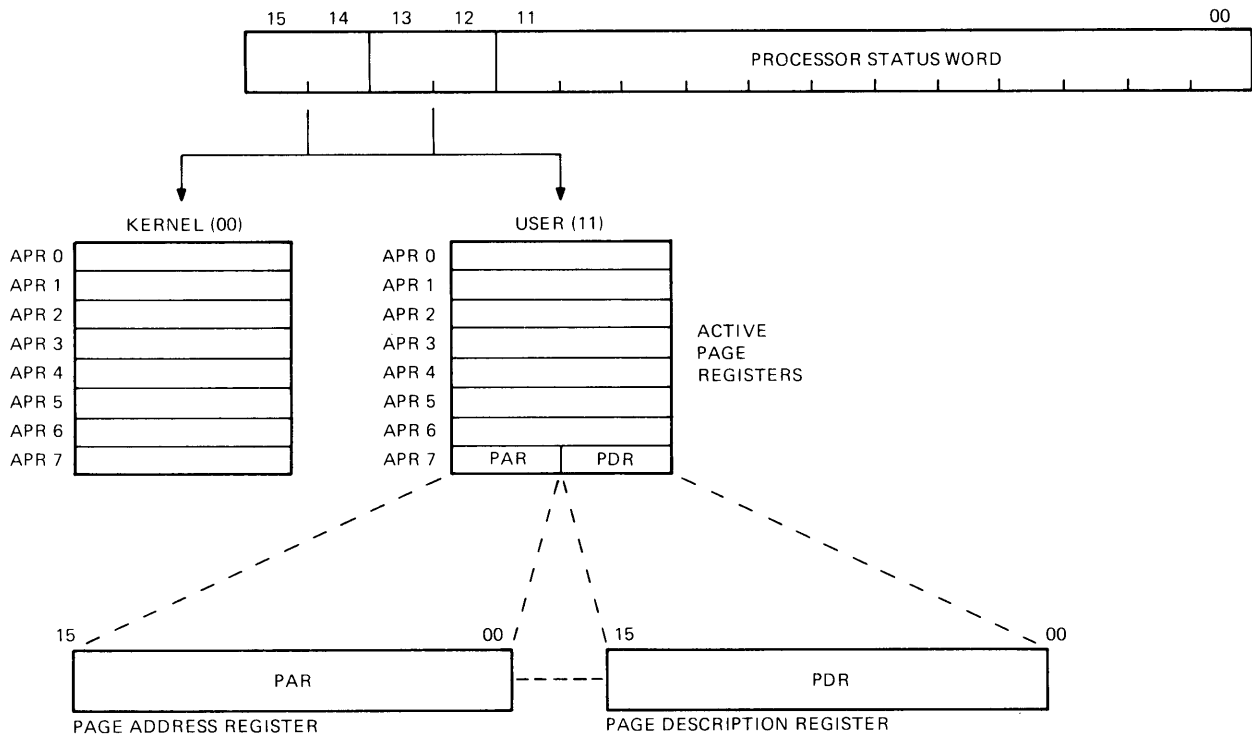 15 14 13 12 11 00
PROCESSOR STATUS WORD
KERNEL (00)
APR 0
APR 1
APR 2
APR 3
APR 4
APR 5
APR 6
APR 7
USER (11)
APR 0
APR 1
APR 2
APR 3
APR 4
APR 5
APR 6
APR 7 PAR PDR
ACTIVE
PAGE
REGISTERS
15 00
PAR
PAGE ADDRESS REGISTER
15 00
PDR
PAGE DESCRIPTION REGISTER